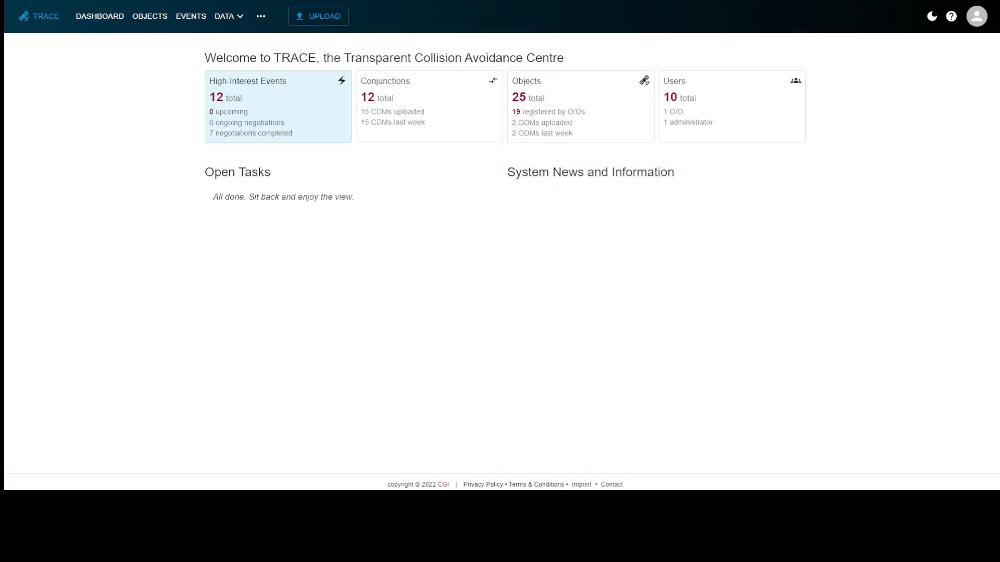 TRACE DASHBOARD OBJECTS EVENTS DATA ••• UPLOAD ?
Welcome to TRACE, the Transparent Collision Avoidance Centre
High-Interest Events
12 total
0 upcoming
0 ongoing negotiations
7 negotiations completed
Conjunctions
12 total
15 CDMs uploaded
15 CDMs last week
Objects
25 total
19 registered by O/Os
2 ODMs uploaded
2 ODMs last week
Users
10 total
1 O/O
1 administrator
Open Tasks
All done. Sit back and enjoy the view.
System News and Information
copyright © 2022 CGI | Privacy Policy • Terms & Conditions • Imprint • Contact